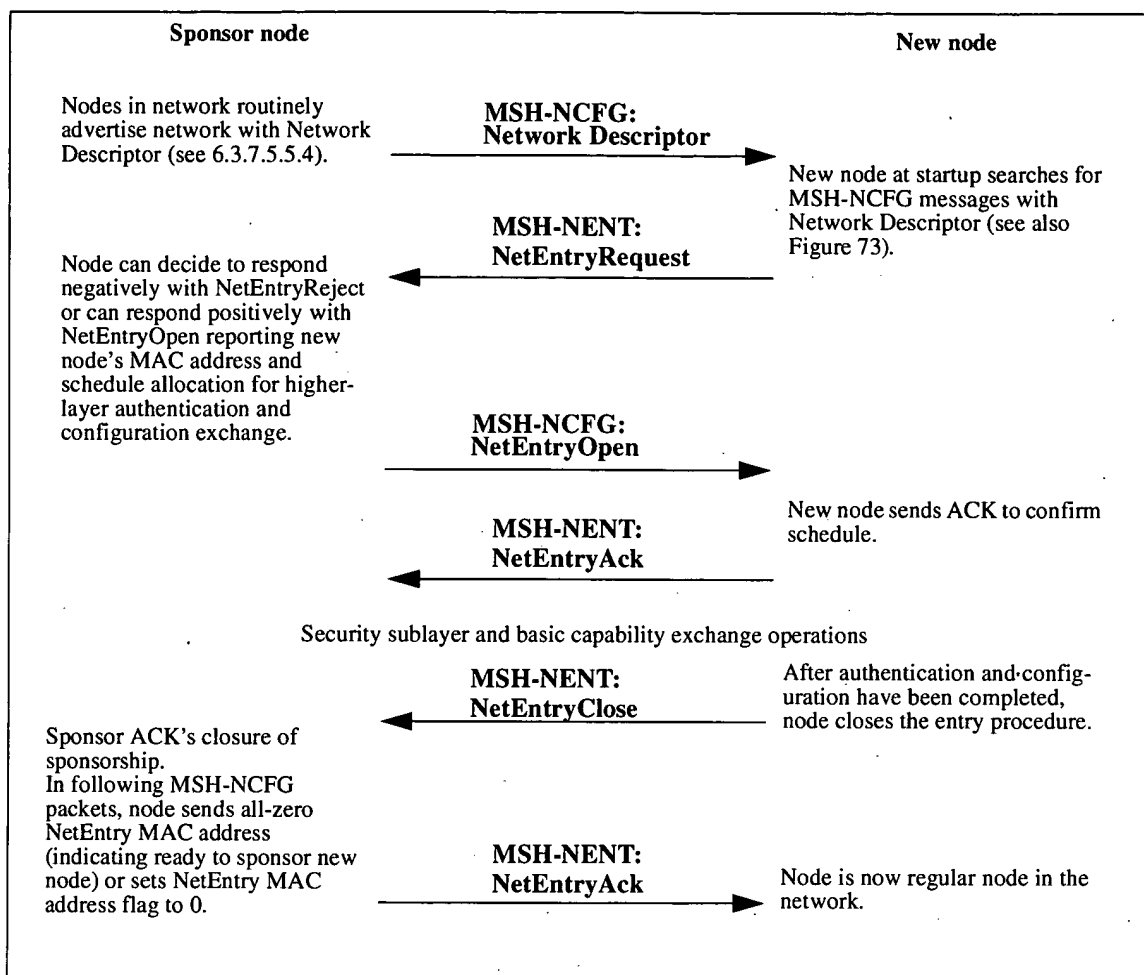 Sponsor node
New node
Nodes in network routinely
advertise network with Network
Descriptor (see 6.3.7.5.5.4).
MSH-NCFG:
Network Descriptor
New node at startup searches for
MSH-NCFG messages with
Network Descriptor (see also
Figure 73).
MSH-NENT:
NetEntryRequest
Node can decide to respond
negatively with NetEntryReject
or can respond positively with
NetEntryOpen reporting new
node's MAC address and
schedule allocation for higher-
layer authentication and
configuration exchange.
MSH-NCFG:
NetEntryOpen
New node sends ACK to confirm
schedule.
MSH-NENT:
NetEntryAck
Security sublayer and basic capability exchange operations
MSH-NENT:
NetEntryClose
After authentication and config-
uration have been completed,
node closes the entry procedure.
Sponsor ACK's closure of
sponsorship.
In following MSH-NCFG
packets, node sends all-zero
NetEntry MAC address
(indicating ready to sponsor new
node) or sets NetEntry MAC
address flag to 0.
MSH-NENT:
NetEntryAck
Node is now regular node in the
network.